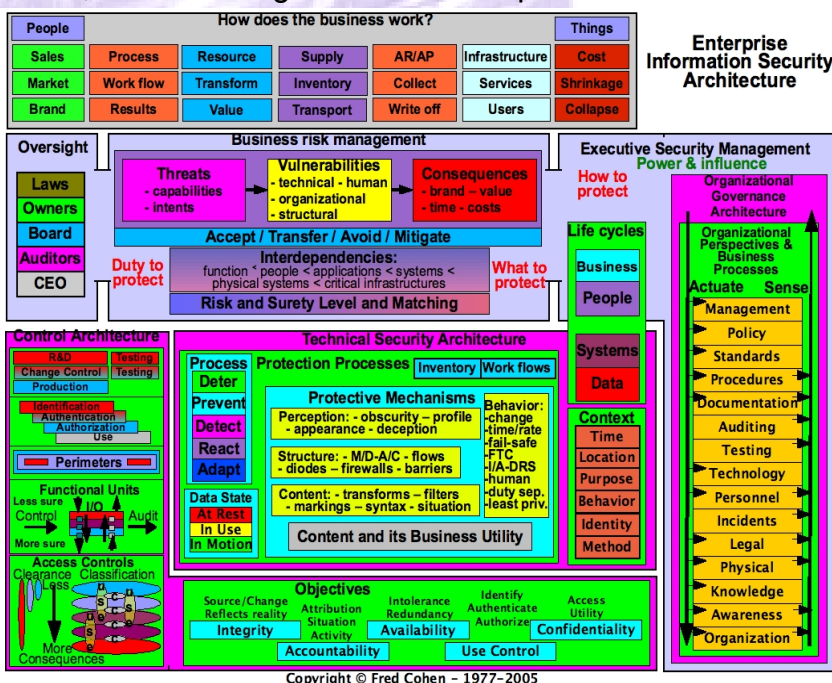 How does the business work?
People
Things
Sales Process Resource Supply AR/AP Infrastructure Cost
Market Work flow Transform Inventory Collect Services Shrinkage
Brand Results Value Transport Write off Users Collapse
Enterprise
Information Security
Architecture
Oversight
Laws
Owners
Board
Auditors
CEO
Business risk management
Threats
- capabilities
- intents
Vulnerabilities
- technical - human
- organizational
- structural
Consequences
- brand - value
- time - costs
Accept / Transfer / Avoid / Mitigate
Duty to
protect
Interdependencies:
function < people < applications < systems <
physical systems < critical infrastructures
Risk and Surety Level and Matching
What to
protect
Executive Security Management
Power & influence
How to
protect
Life cycles
Business
People
Systems
Data
Organizational
Governance
Architecture
Organizational
Perspectives &
Business
Processes
Actuate Sense
Management
Policy
Standards
Procedures
Documentation
Auditing
Testing
Technology
Personnel
Incidents
Legal
Physical
Knowledge
Awareness
Organization
Control Architecture
R&D Testing
Change Control Testing
Production
Identification
Authentication
Authorization
Use
Perimeters
Functional Units
Less sure I/O
Control Audit
More sure
Access Controls
Clearance Classification
Less
More
Consequences
Technical Security Architecture
Process
Deter
Prevent
Detect
React
Adapt
Data State
At Rest
In Use
In Motion
Protection Processes Inventory Work flows
Protective Mechanisms
Perception: - obscurity – profile
- appearance - deception
Structure: - M/D-A/C - flows
- diodes – firewalls - barriers
Content: - transforms – filters
- markings – syntax - situation
Behavior:
-change
-time/rate
-fail-safe
-FTC
-I/A-DRS
-human
-duty sep.
-least priv.
Content and its Business Utility
Context
Time
Location
Purpose
Behavior
Identity
Method
Objectives
Source/Change
Reflects reality
Integrity
Attribution
Situation
Activity
Accountability
Intolerance
Redundancy
Availability
Identify
Authenticate
Authorize
Use Control
Access
Utility
Confidentiality
Copyright © Fred Cohen - 1977-2005